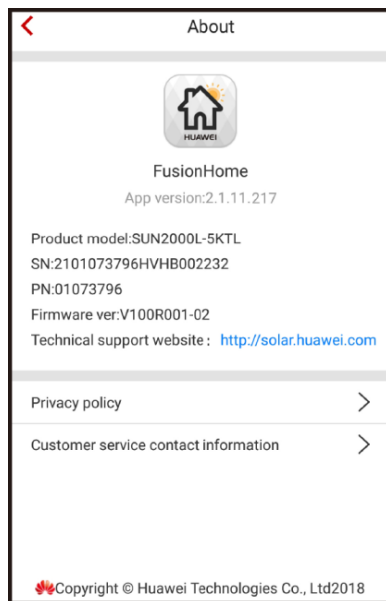 About
HUAWEI
FusionHome
App version:2.1.11.217
Product model:SUN2000L-5KTL
SN:2101073796HVHB002232
PN:01073796
Firmware ver:V100R001-02
Technical support website： http://solar.huawei.com
Privacy policy
Customer service contact information
Copyright © Huawei Technologies Co., Ltd2018